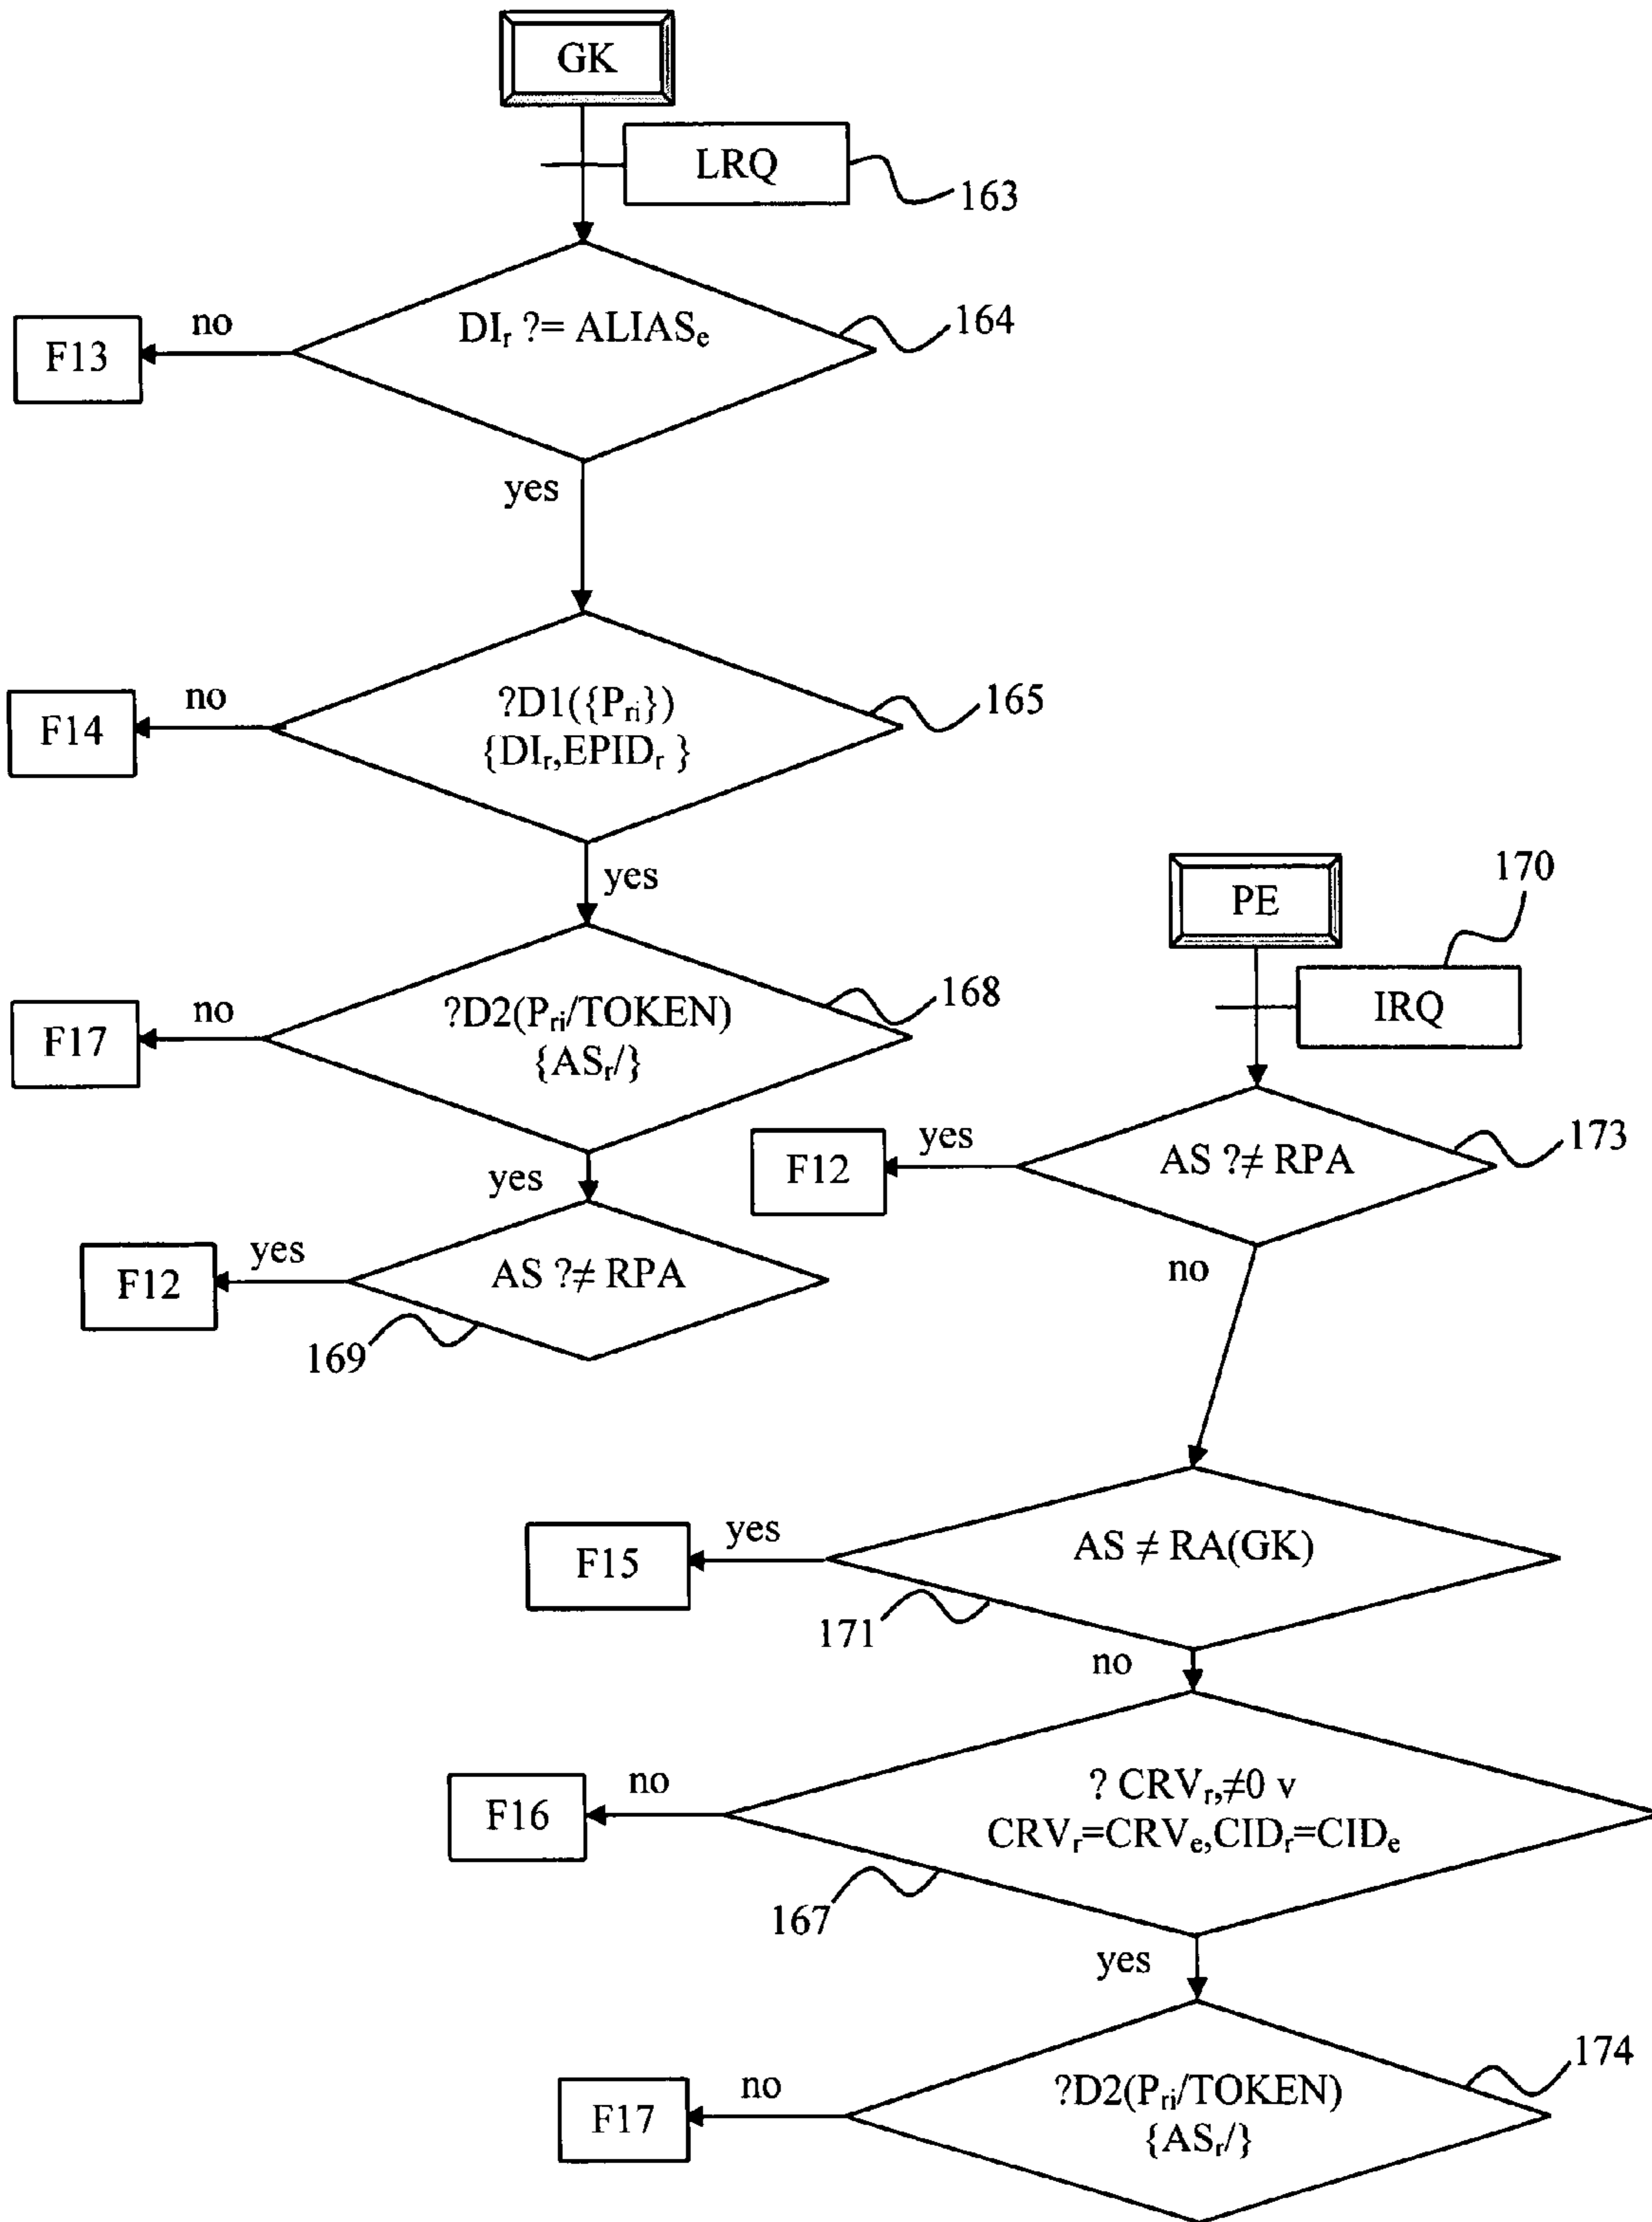 GK
LRQ
163
DIr ?= ALIASe
164
no
F13
yes
?D1({Pri})
{DIr,EPIDr }
165
no
F14
yes
?D2(Pri/TOKEN)
{ASr/}
168
no
F17
yes
AS ?≠ RPA
yes
F12
169
PE
170
IRQ
AS ?≠ RPA
173
yes
F12
no
AS ≠ RA(GK)
yes
F15
171
no
? CRVr,≠0 v
CRVr=CRVe,CIDr=CIDe
no
F16
167
yes
?D2(Pri/TOKEN)
{ASr/}
174
no
F17